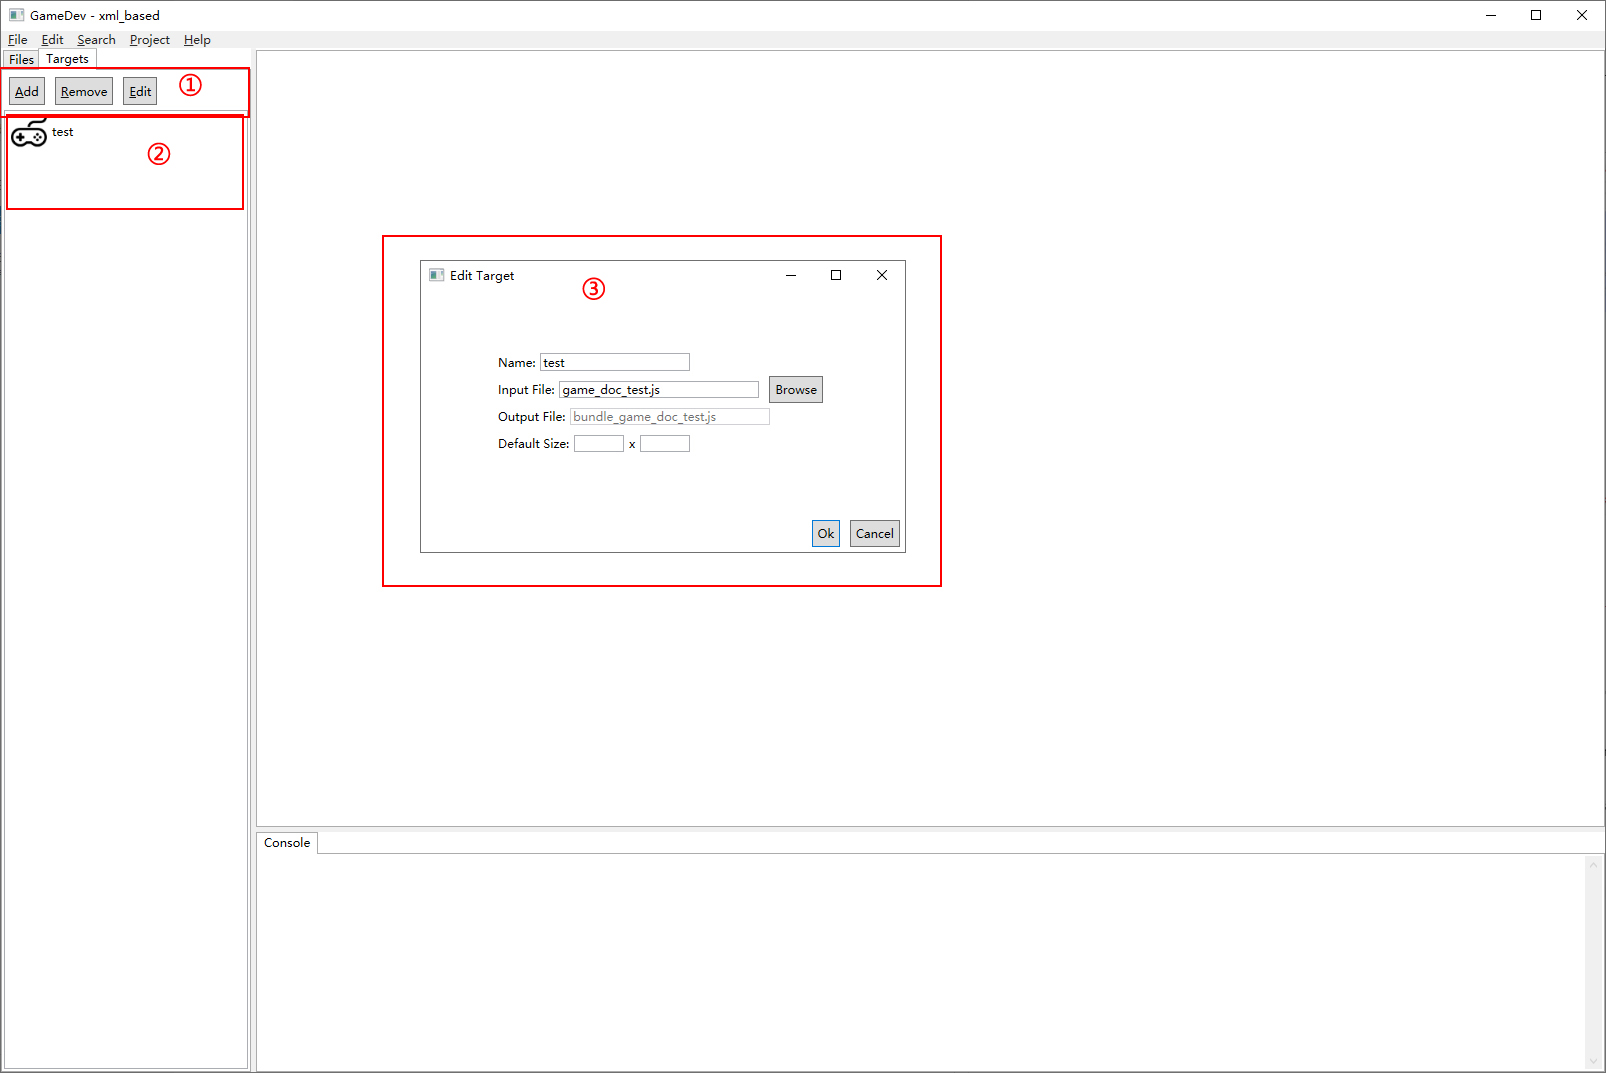 GameDev - xml_based
File Edit Search Project Help
Files Targets
Add Remove Edit ①
test
②
Edit Target
③
Name: test
Input File: game_doc_test.js Browse
Output File: bundle_game_doc_test.js
Default Size: x
Ok Cancel
Console